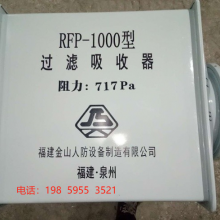 RFP-1000型
过滤吸收器
阻力:717Pa
JS
福建金山人防设备制造有限公司
福建·泉州
电话:198 5955 3521